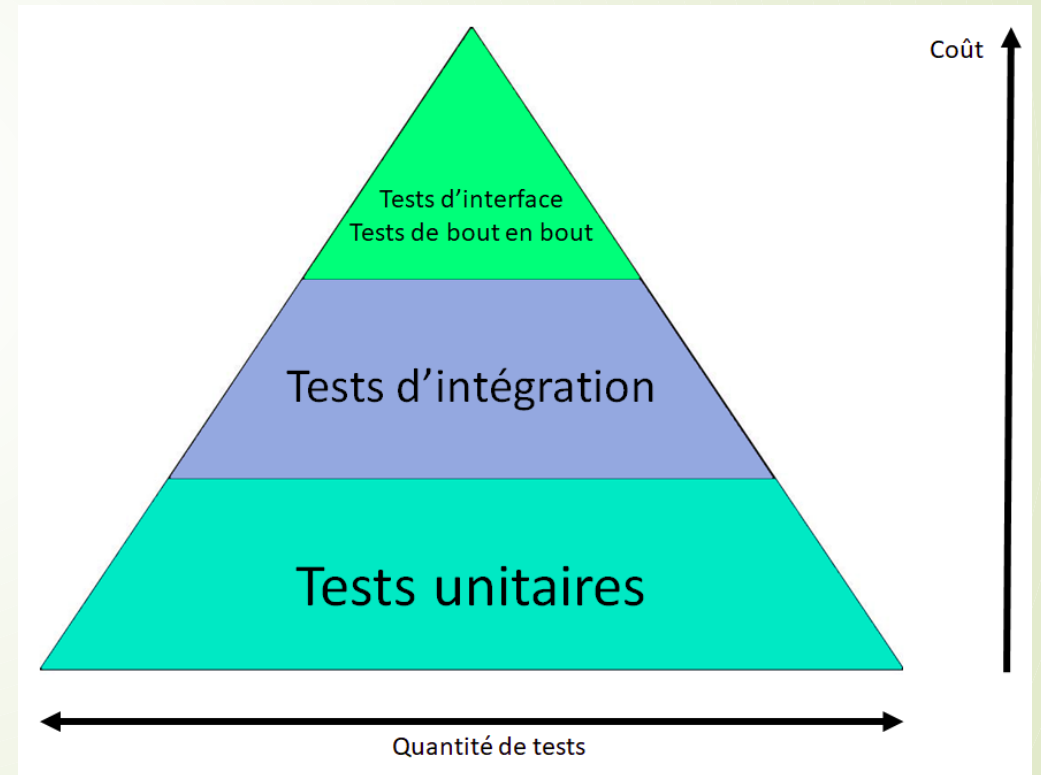 Coût
Tests d'interface
Tests de bout en bout
Tests d'intégration
Tests unitaires
Quantité de tests